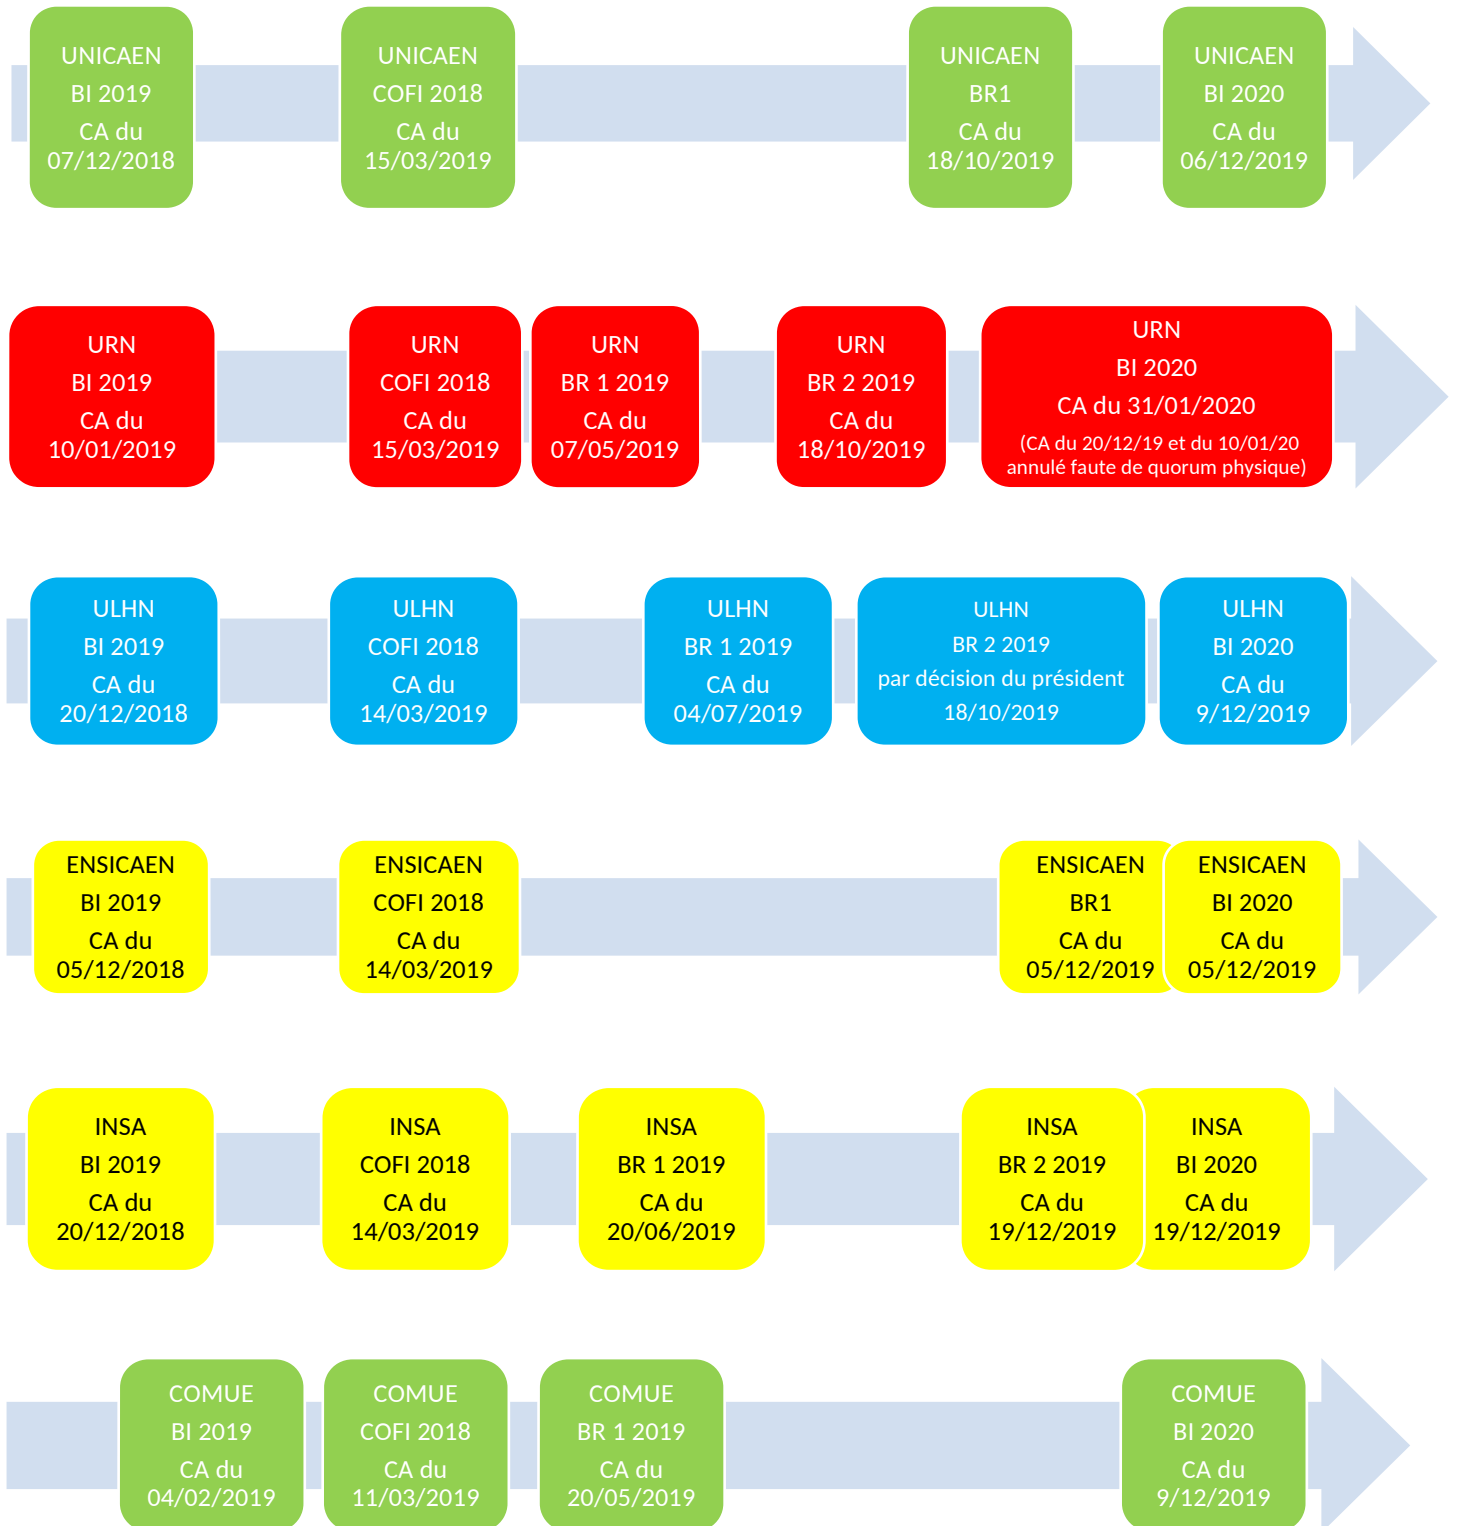 UNICAEN
BI 2019
CA du
07/12/2018
UNICAEN
COFI 2018
CA du
15/03/2019
UNICAEN
BR1
CA du
18/10/2019
UNICAEN
BI 2020
CA du
06/12/2019
URN
BI 2019
CA du
10/01/2019
URN
COFI 2018
CA du
15/03/2019
URN
BR 1 2019
CA du
07/05/2019
URN
BR 2 2019
CA du
18/10/2019
URN
BI 2020
CA du 31/01/2020
(CA du 20/12/19 et du 10/01/20
annulé faute de quorum physique)
ULHN
BI 2019
CA du
20/12/2018
ULHN
COFI 2018
CA du
14/03/2019
ULHN
BR 1 2019
CA du
04/07/2019
ULHN
BR 2 2019
par décision du président
18/10/2019
ULHN
BI 2020
CA du
9/12/2019
ENSICAEN
BI 2019
CA du
05/12/2018
ENSICAEN
COFI 2018
CA du
14/03/2019
ENSICAEN
BR1
CA du
05/12/2019
ENSICAEN
BI 2020
CA du
05/12/2019
INSA
BI 2019
CA du
20/12/2018
INSA
COFI 2018
CA du
14/03/2019
INSA
BR 1 2019
CA du
20/06/2019
INSA
BR 2 2019
CA du
19/12/2019
INSA
BI 2020
CA du
19/12/2019
COMUE
BI 2019
CA du
04/02/2019
COMUE
COFI 2018
CA du
11/03/2019
COMUE
BR 1 2019
CA du
20/05/2019
COMUE
BI 2020
CA du
9/12/2019